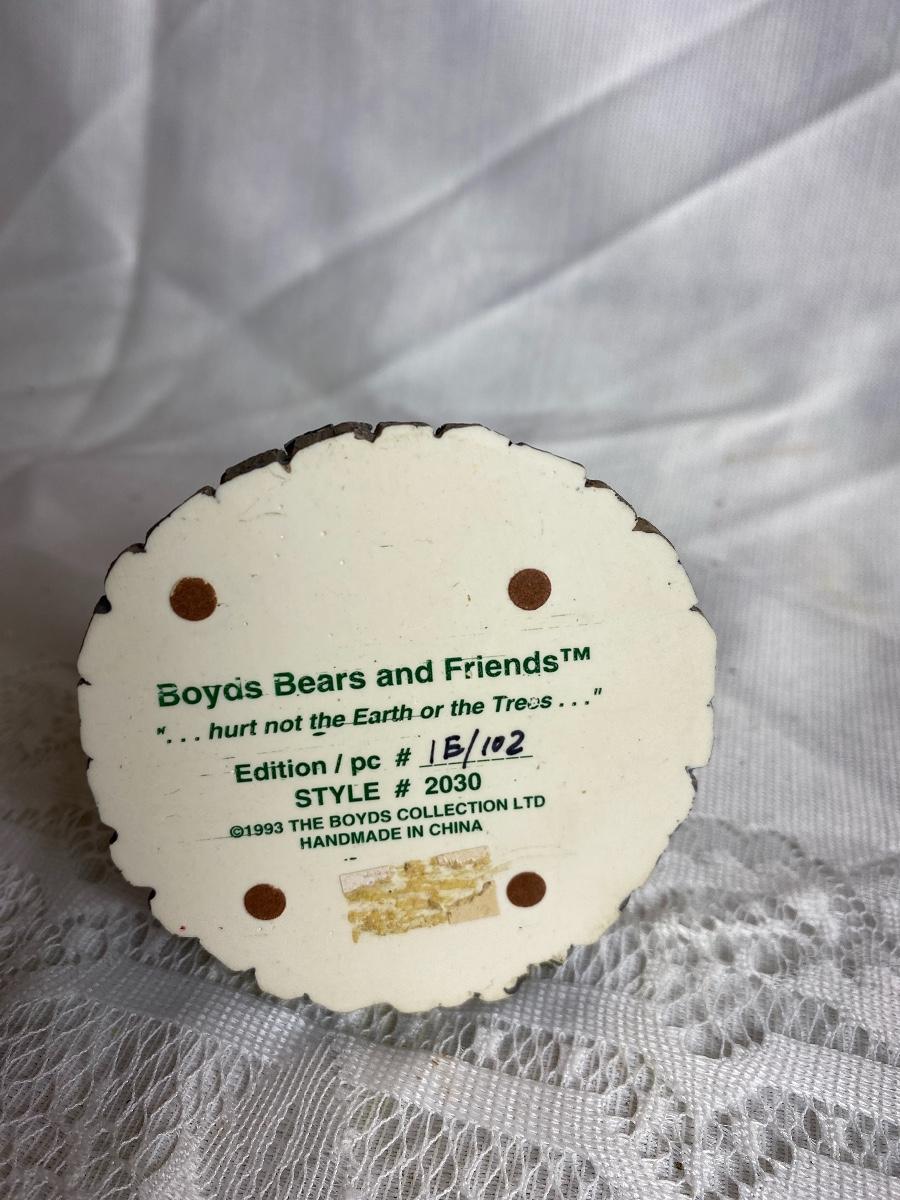 Boyds Bears and Friends™
"... hurt not the Earth or the Trees ..."
Edition / pc # 1E/102
STYLE # 2030
©1993 THE BOYDS COLLECTION LTD
HANDMADE IN CHINA